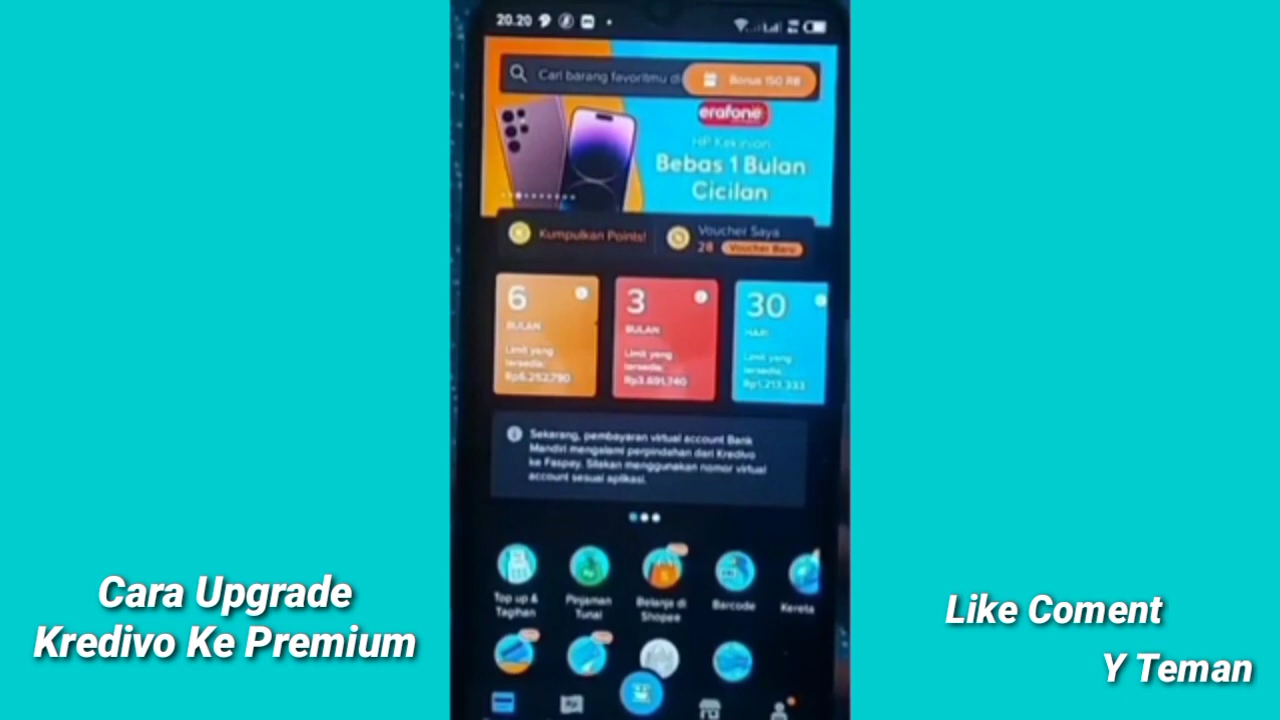 20.20
Cari barang favoritmu di
Bonus 150 RB
erafone
HP Kekinian
Bebas 1 Bulan
Cicilan
Kumpulkan Points!
Voucher Saya
28 Voucher Baru
6
BULAN
Limit yang
tersedia:
Rp6.252.790
3
BULAN
Limit yang
tersedia:
Rp3.691.740
30
HARI
Limit yang
tersedia:
Rp1.213.333
Sekarang, pembayaran virtual account Bank
Mandiri mengalami perpindahan dari Kredivo
ke Faspay. Silakan menggunakan nomor virtual
account sesuai aplikasi.
Top up &
Tagihan
Pinjaman
Tunai
Belanja di
Shopee
Barcode
Kereta
Cara Upgrade
Kredivo Ke Premium
Like Coment
Y Teman